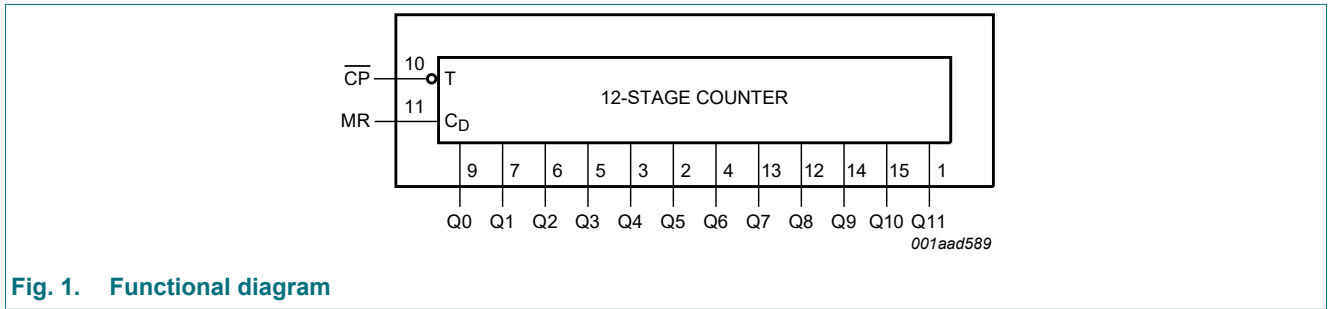 10
CP̅ T
12-STAGE COUNTER
11
MR C_D
9 7 6 5 3 2 4 13 12 14 15 1
Q0 Q1 Q2 Q3 Q4 Q5 Q6 Q7 Q8 Q9 Q10 Q11
001aad589
Fig. 1. Functional diagram